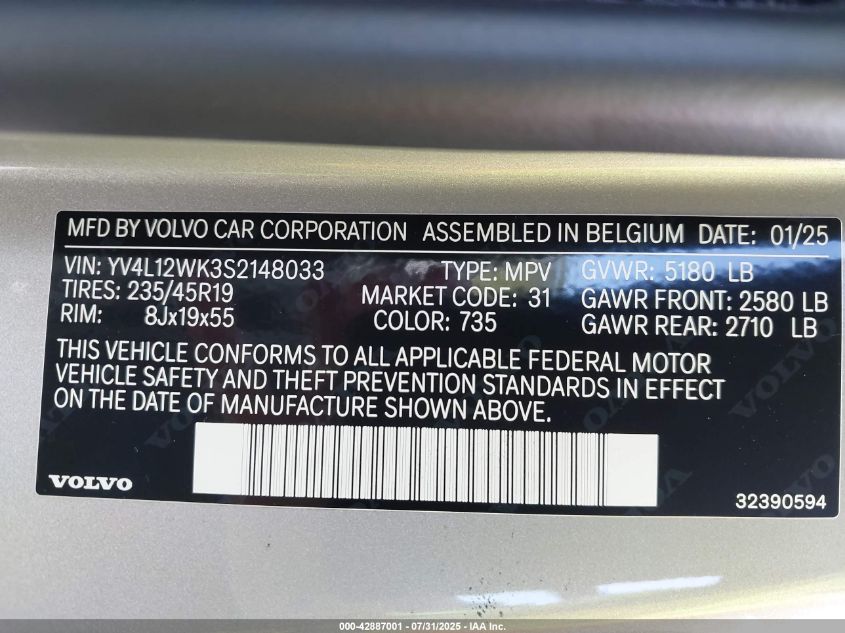 MFD BY VOLVO CAR CORPORATION ASSEMBLED IN BELGIUM DATE: 01/25
VIN: YV4L12WK3S2148033 TYPE: MPV GVWR: 5180 LB
TIRES: 235/45R19 MARKET CODE: 31 GAWR FRONT: 2580 LB
RIM: 8Jx19x55 COLOR: 735 GAWR REAR: 2710 LB
THIS VEHICLE CONFORMS TO ALL APPLICABLE FEDERAL MOTOR
VEHICLE SAFETY AND THEFT PREVENTION STANDARDS IN EFFECT
ON THE DATE OF MANUFACTURE SHOWN ABOVE.
VOLVO
32390594
000-42887001 - 07/31/2025 - IAA Inc.